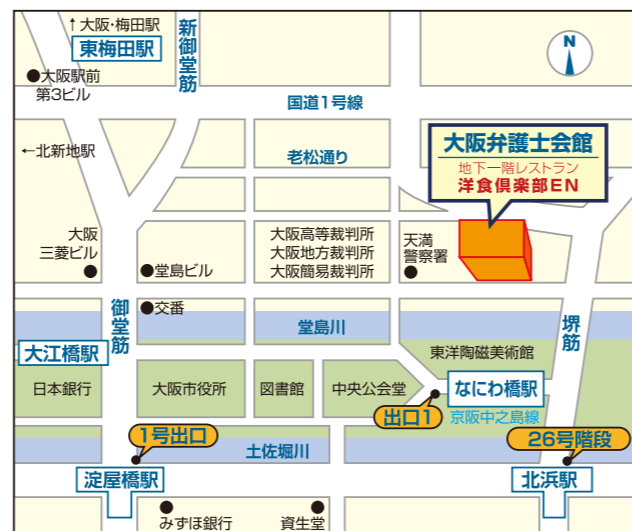 ↑大阪・梅田駅
東梅田駅
新御堂筋
N
●大阪駅前
第3ビル
国道1号線
大阪弁護士会館
地下一階レストラン
洋食倶楽部EN
←北新地駅
老松通り
大阪
三菱ビル
●堂島ビル
大阪高等裁判所
大阪地方裁判所
大阪簡易裁判所
天満
警察署
御堂筋
●交番
堂島川
堺筋
大江橋駅
東洋陶磁美術館
日本銀行
大阪市役所
図書館
中央公会堂
なにわ橋駅
出口1
京阪中之島線
1号出口
土佐堀川
26号階段
淀屋橋駅
北浜駅
みずほ銀行
資生堂